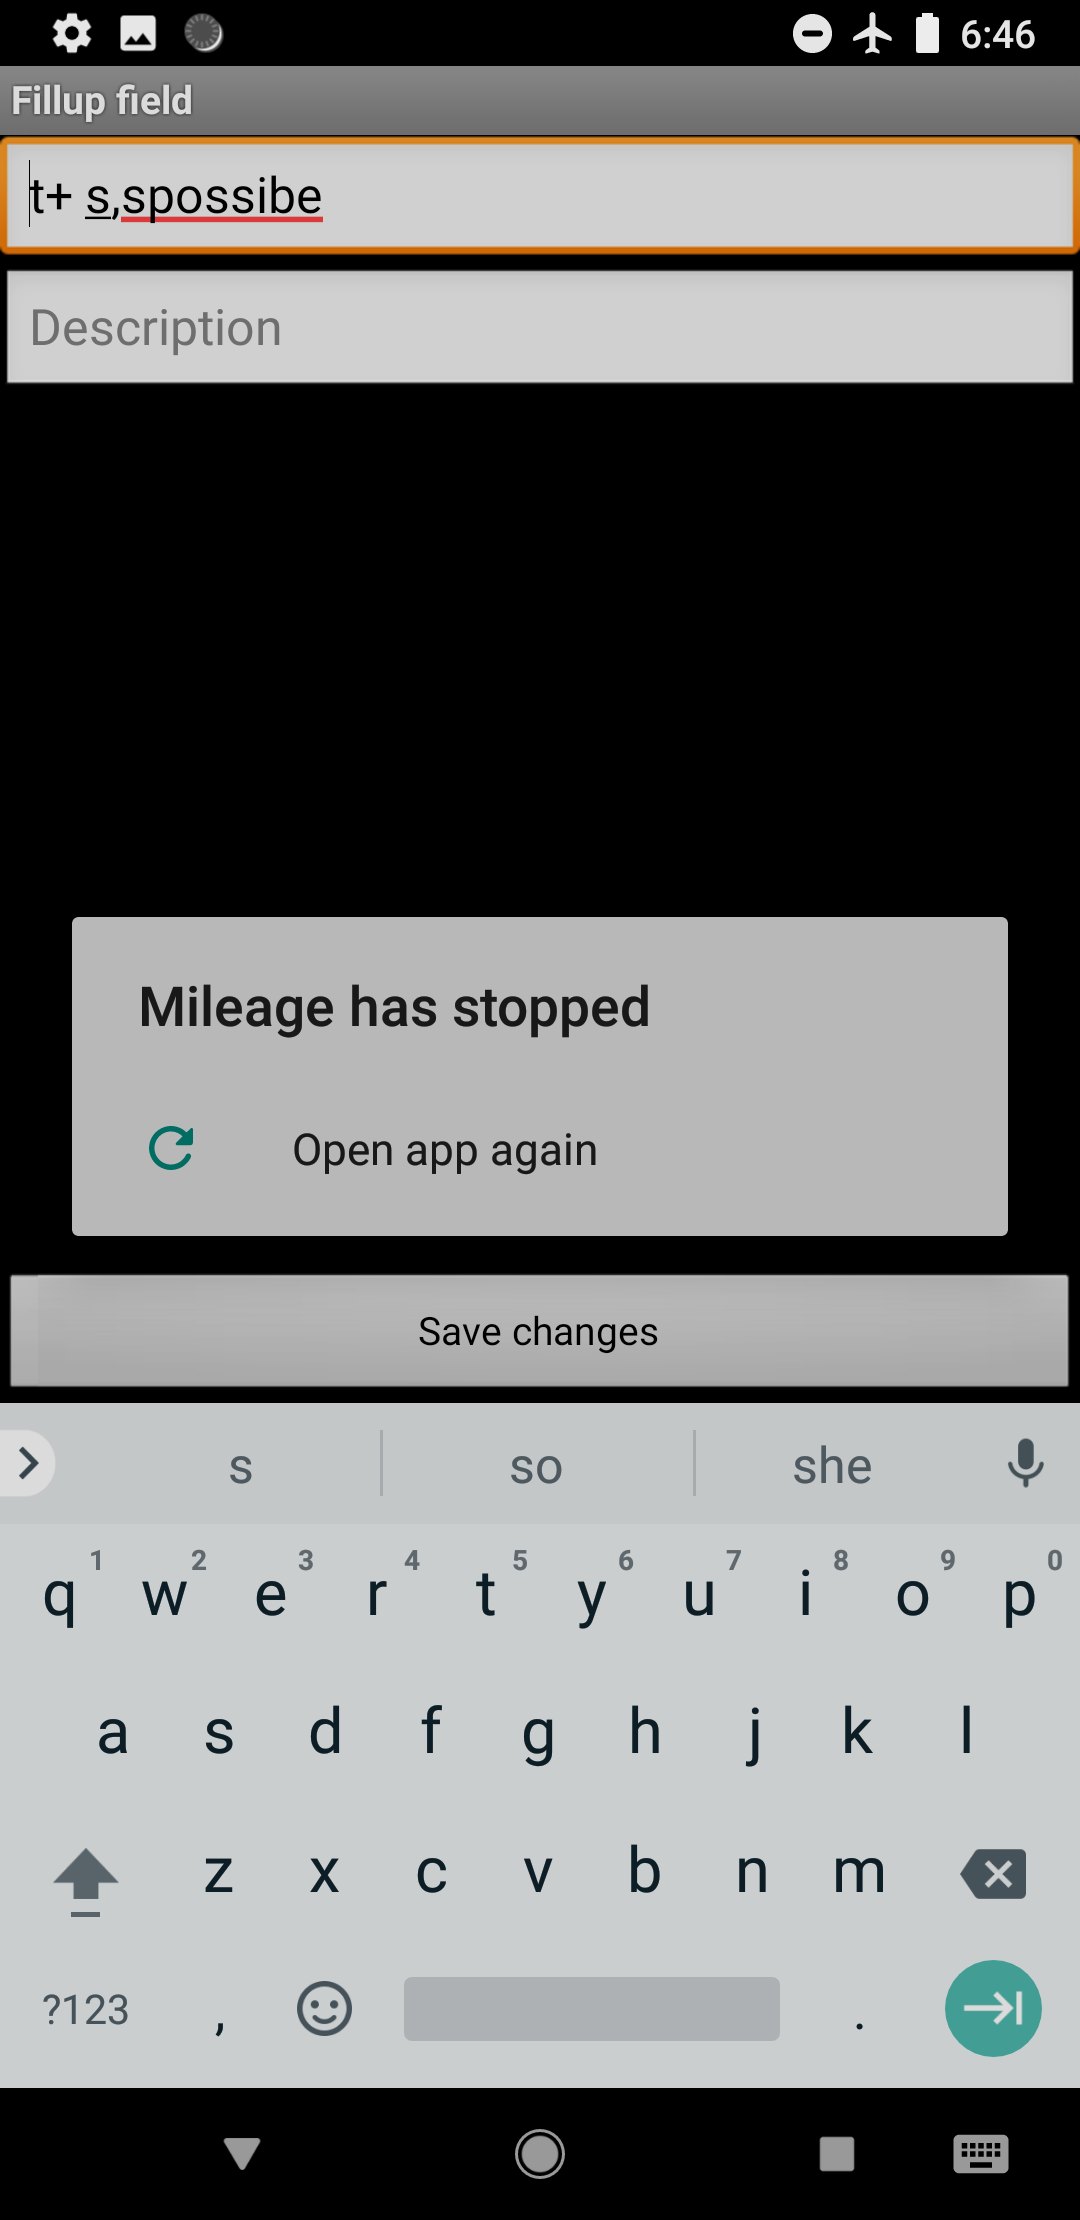 6:46
Fillup field
t+ s,spossibe
Description
Mileage has stopped
Open app again
Save changes
s so she
1 2 3 4 5 6 7 8 9 0
q w e r t y u i o p
a s d f g h j k l
z x c v b n m
?123 , .